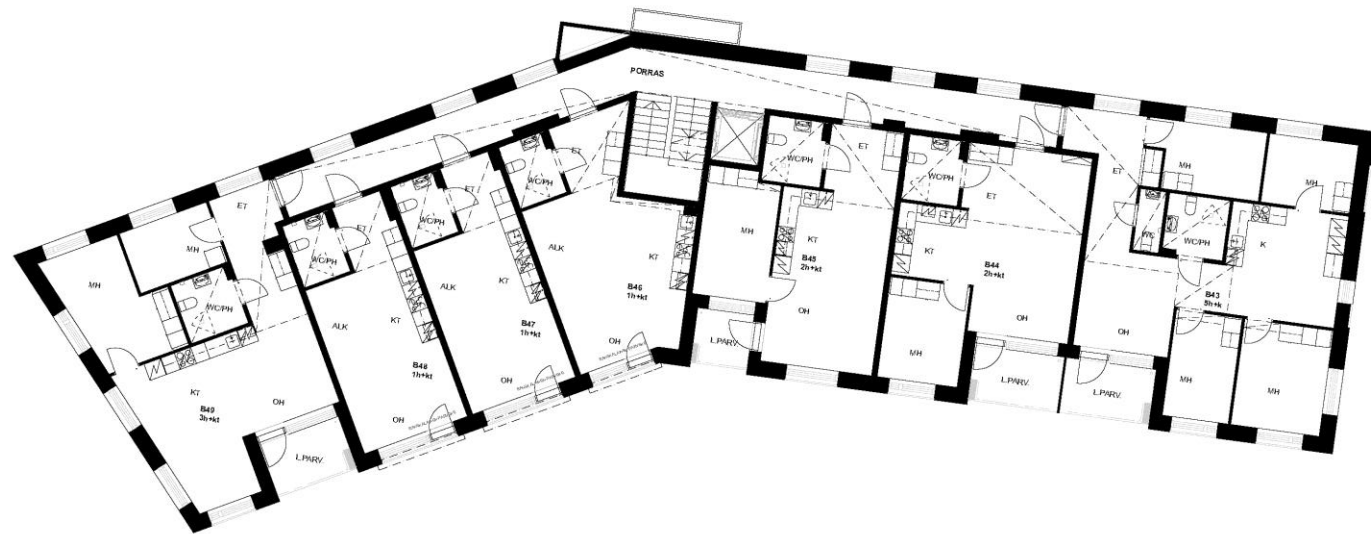 PORRAS
ET
WC/PH
MH
MH
KT
OH
B49
3h+kt
L.PARV.
ET
WC/PH
ALK
KT
B48
1h+kt
OH
ET
WC/PH
ALK
KT
B47
1h+kt
OH
ET
WC/PH
ALK
KT
B46
1h+kt
OH
WC/PH
ET
MH
KT
B45
2h+kt
OH
L.PARV.
WC/PH
ET
KT
B44
2h+kt
MH
OH
L.PARV.
ET
MH
MH
WC
WC/PH
K
B43
5h+k
OH
L.PARV.
MH
MH